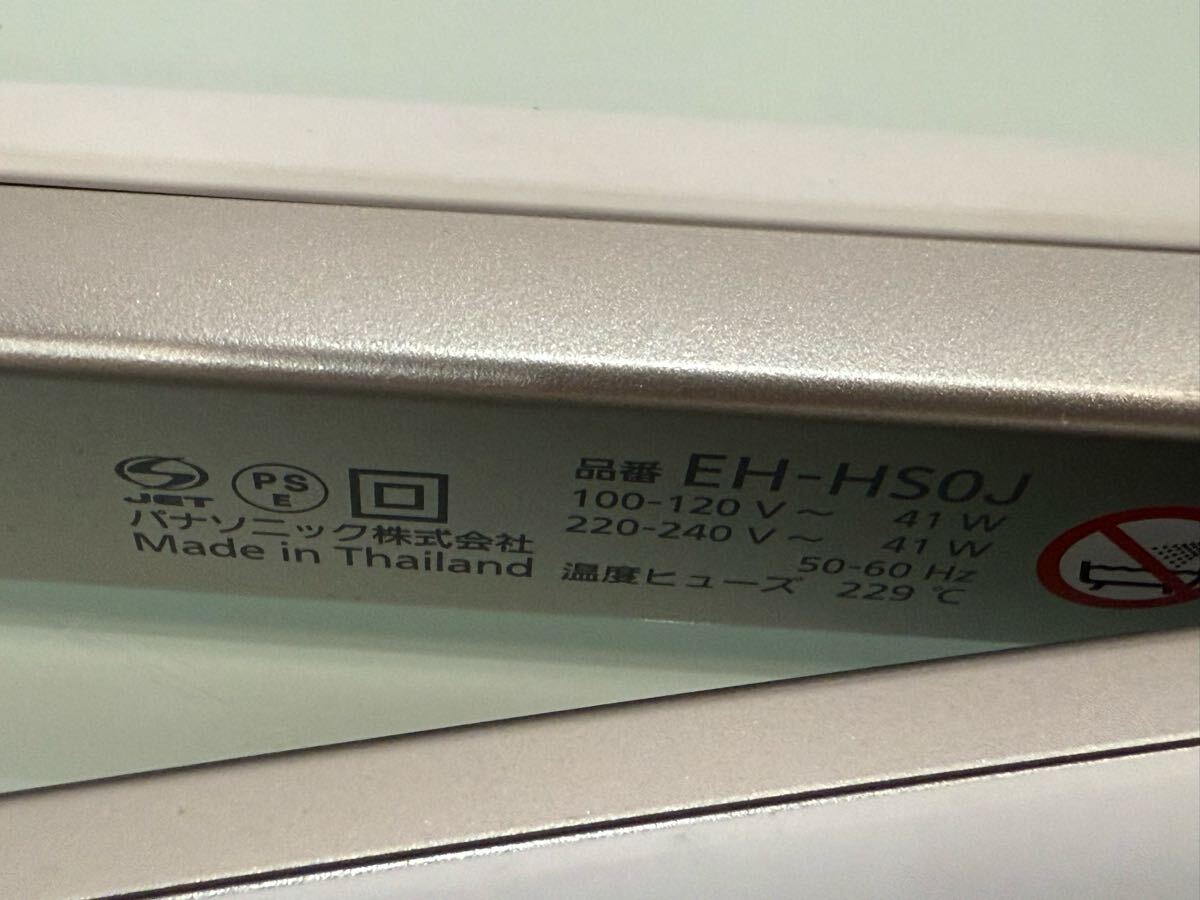 JET PS E
パナソニック株式会社
Made in Thailand
品番 EH-HS0J
100-120 V ~ 41 W
220-240 V ~ 41 W
50-60 Hz
温度ヒューズ 229 ℃